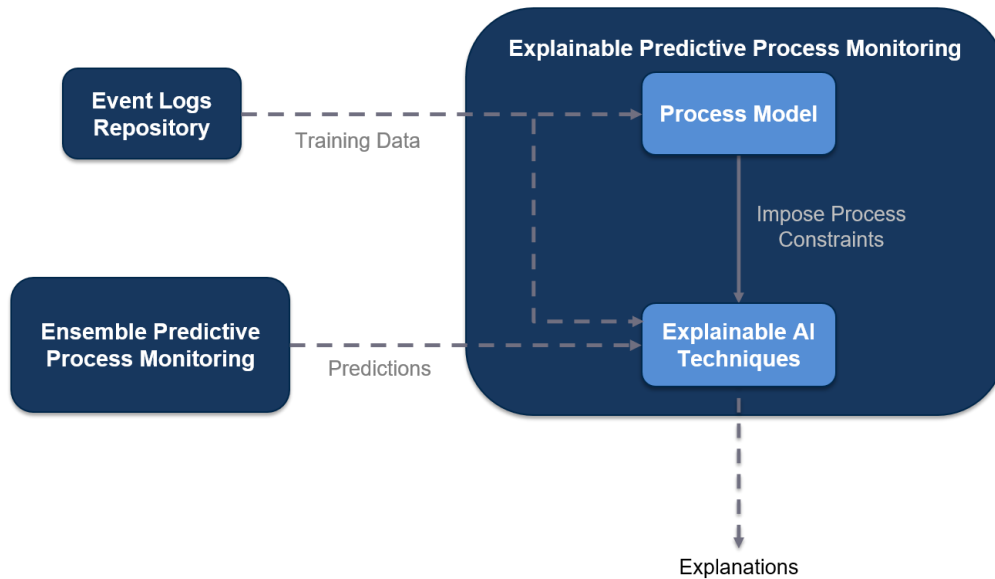 Explainable Predictive Process Monitoring
Event Logs
Repository
Training Data
Process Model
Impose Process
Constraints
Ensemble Predictive
Process Monitoring
Predictions
Explainable AI
Techniques
Explanations